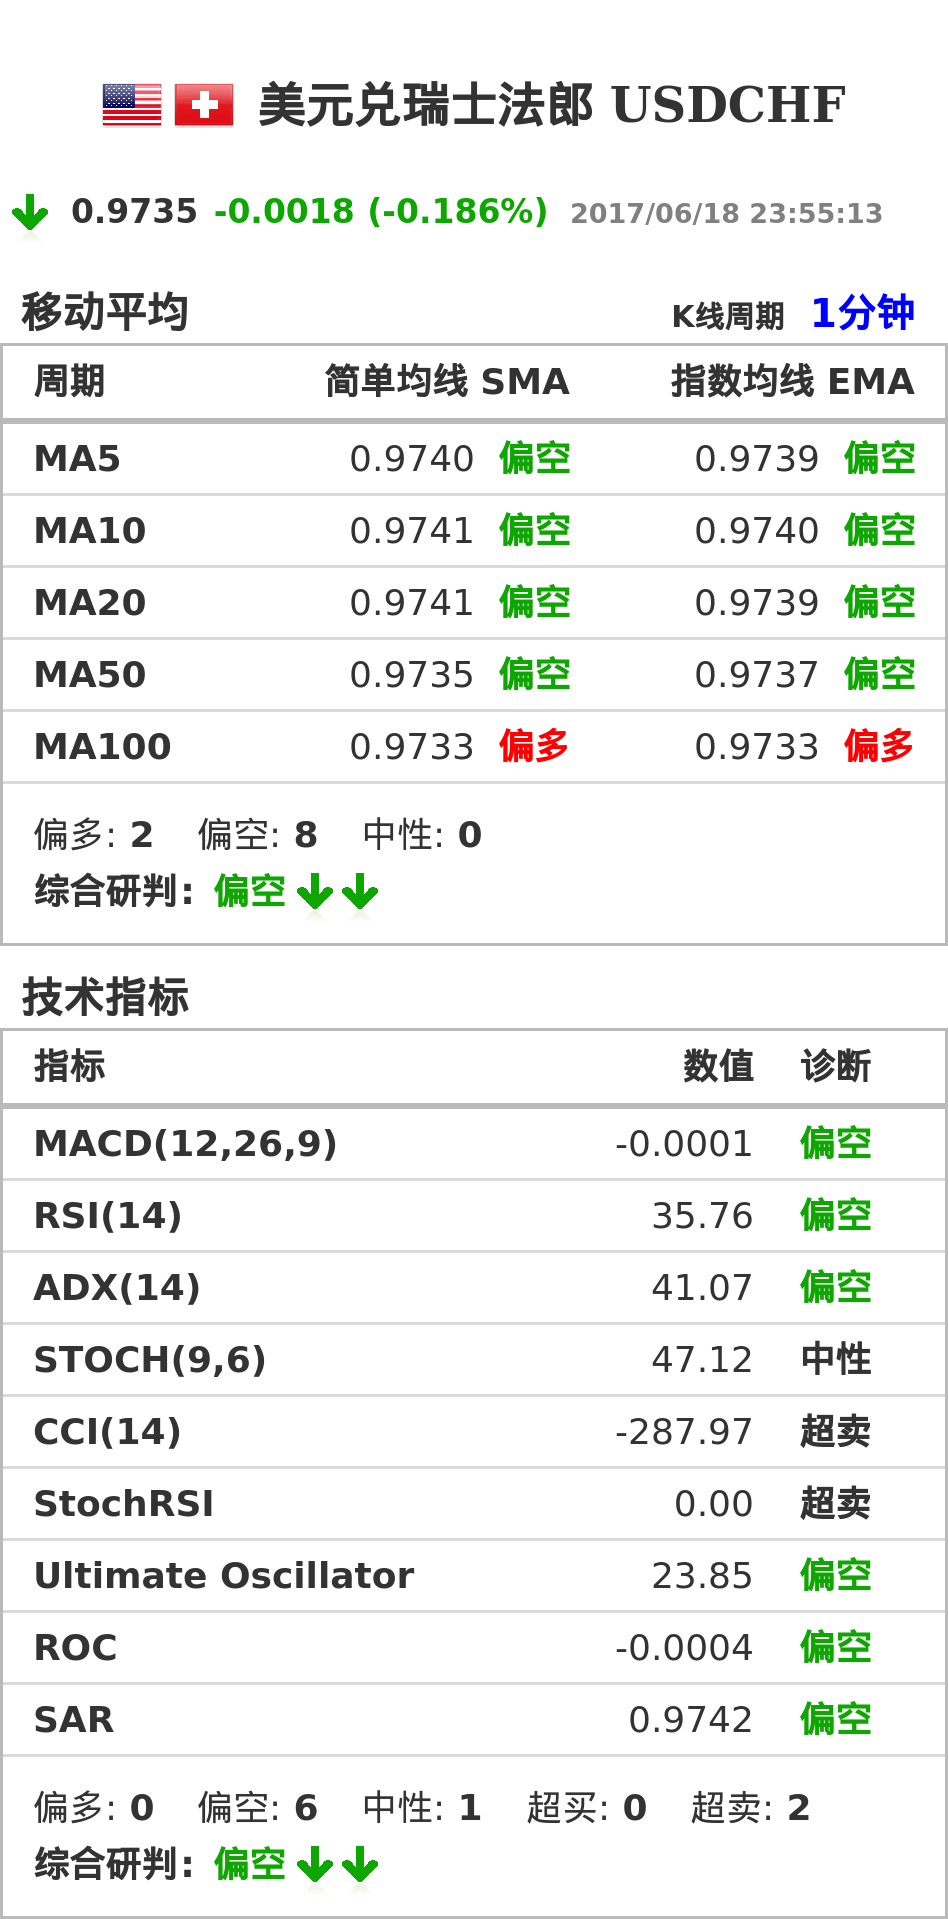 美元兑瑞士法郎 USDCHF
0.9735 -0.0018 (-0.186%) 2017/06/18 23:55:13
移动平均 K线周期 1分钟
周期 简单均线 SMA 指数均线 EMA
MA5 0.9740 偏空 0.9739 偏空
MA10 0.9741 偏空 0.9740 偏空
MA20 0.9741 偏空 0.9739 偏空
MA50 0.9735 偏空 0.9737 偏空
MA100 0.9733 偏多 0.9733 偏多
偏多: 2 偏空: 8 中性: 0
综合研判: 偏空
技术指标
指标 数值 诊断
MACD(12,26,9) -0.0001 偏空
RSI(14) 35.76 偏空
ADX(14) 41.07 偏空
STOCH(9,6) 47.12 中性
CCI(14) -287.97 超卖
StochRSI 0.00 超卖
Ultimate Oscillator 23.85 偏空
ROC -0.0004 偏空
SAR 0.9742 偏空
偏多: 0 偏空: 6 中性: 1 超买: 0 超卖: 2
综合研判: 偏空